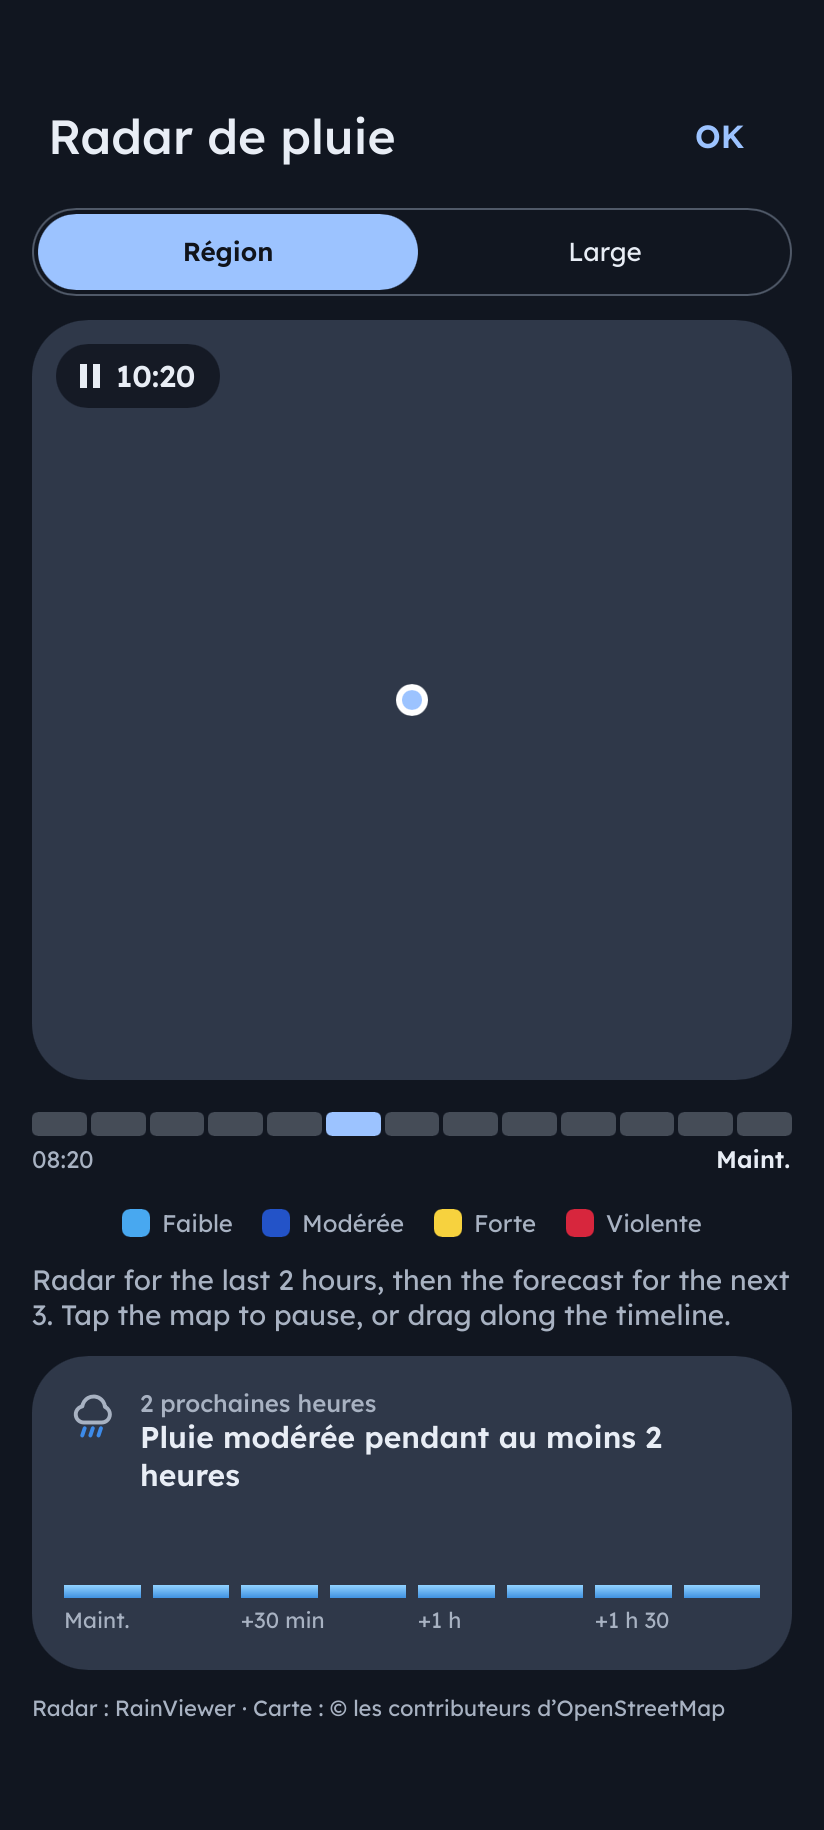 Radar de pluie
OK
Région
Large
10:20
08:20
Maint.
Faible
Modérée
Forte
Violente
Radar for the last 2 hours, then the forecast for the next
3. Tap the map to pause, or drag along the timeline.
2 prochaines heures
Pluie modérée pendant au moins 2
heures
Maint.
+30 min
+1 h
+1 h 30
Radar : RainViewer · Carte : © les contributeurs d’OpenStreetMap